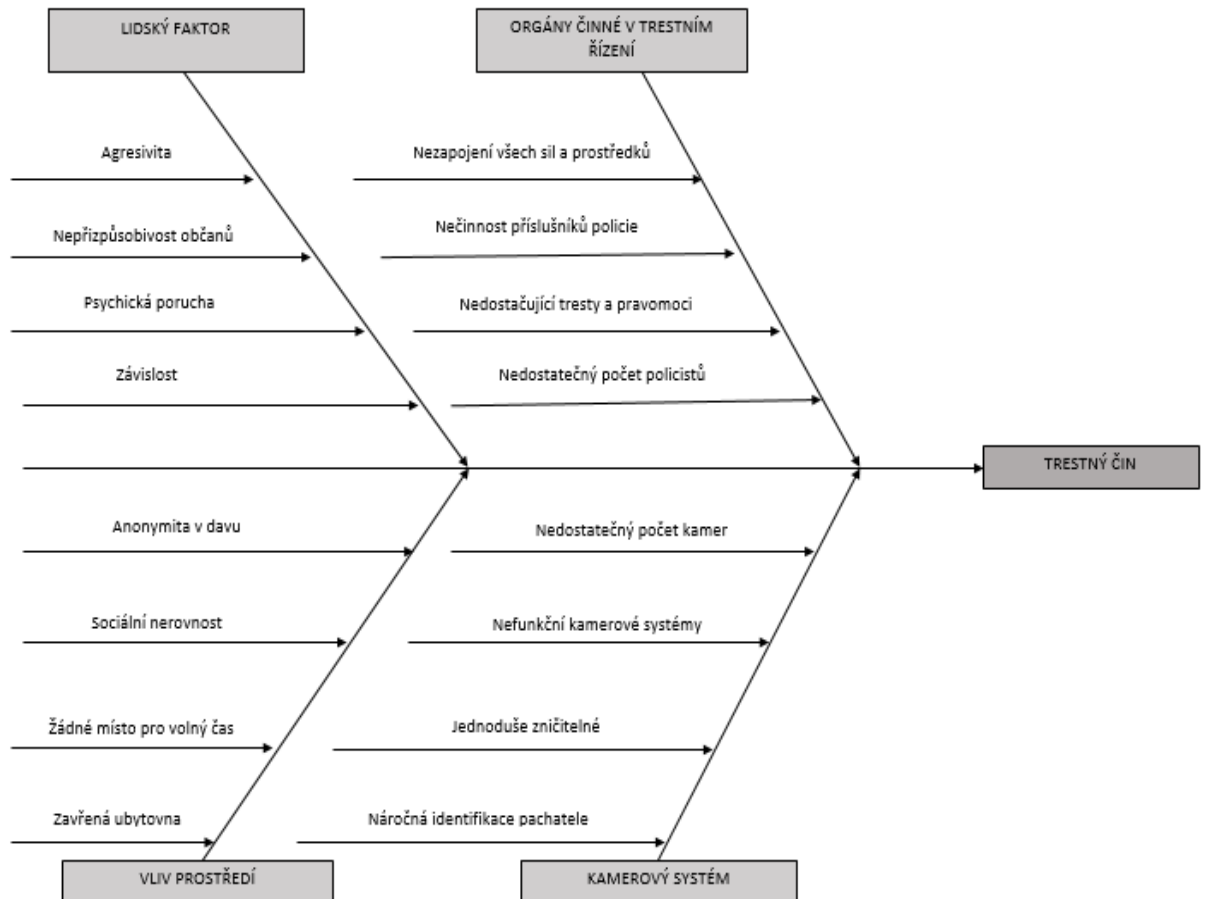 LIDSKÝ FAKTOR
ORGÁNY ČINNÉ V TRESTNÍM
ŘÍZENÍ
Agresivita
Nezapojení všech sil a prostředků
Nepřizpůsobivost občanů
Nečinnost příslušníků policie
Psychická porucha
Nedostačující tresty a pravomoci
Závislost
Nedostatečný počet policistů
TRESTNÝ ČIN
Anonymita v davu
Nedostatečný počet kamer
Sociální nerovnost
Nefunkční kamerové systémy
Žádné místo pro volný čas
Jednoduše zničitelné
Zavřená ubytovna
Náročná identifikace pachatele
VLIV PROSTŘEDÍ
KAMEROVÝ SYSTÉM